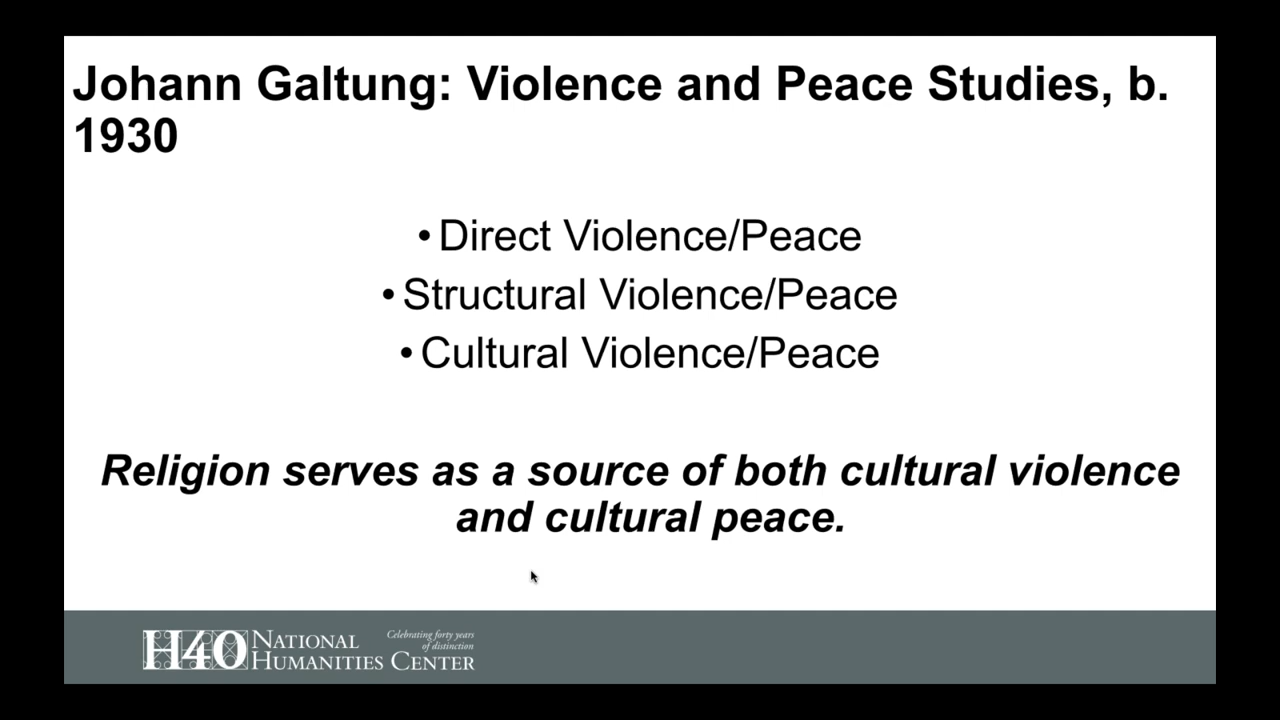 Johann Galtung: Violence and Peace Studies, b.
1930
• Direct Violence/Peace
• Structural Violence/Peace
• Cultural Violence/Peace
Religion serves as a source of both cultural violence
and cultural peace.
H40
NATIONAL
HUMANITIES CENTER
Celebrating forty years
of distinction